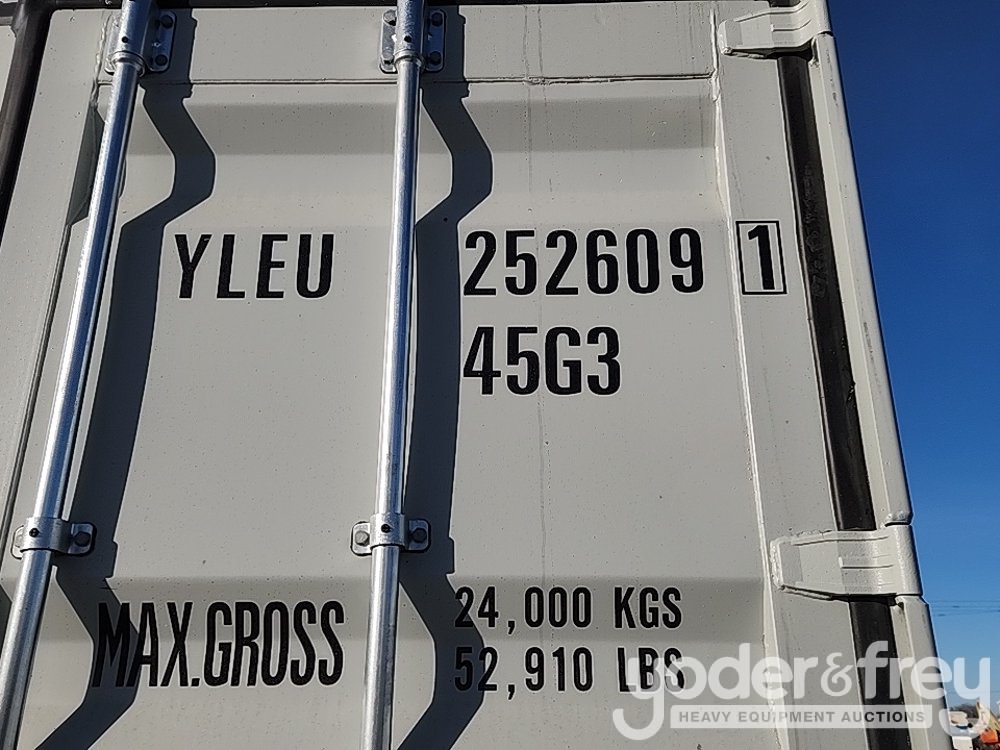 YLEU 252609 1
45G3
MAX.GROSS 24,000 KGS
52,910 LBS
yoder&frey
HEAVY EQUIPMENT AUCTIONS